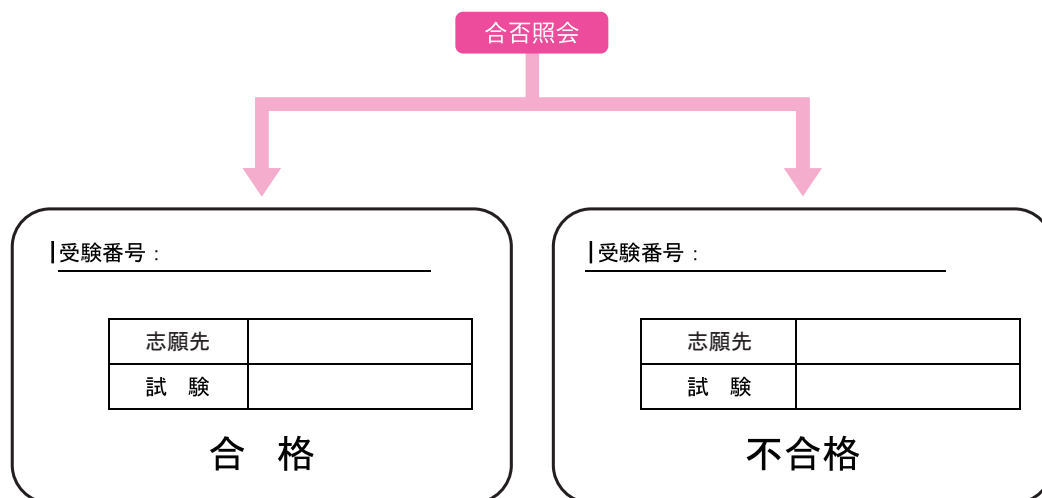 合否照会
受験番号：
志願先
試　験
合　格
受験番号：
志願先
試　験
不合格